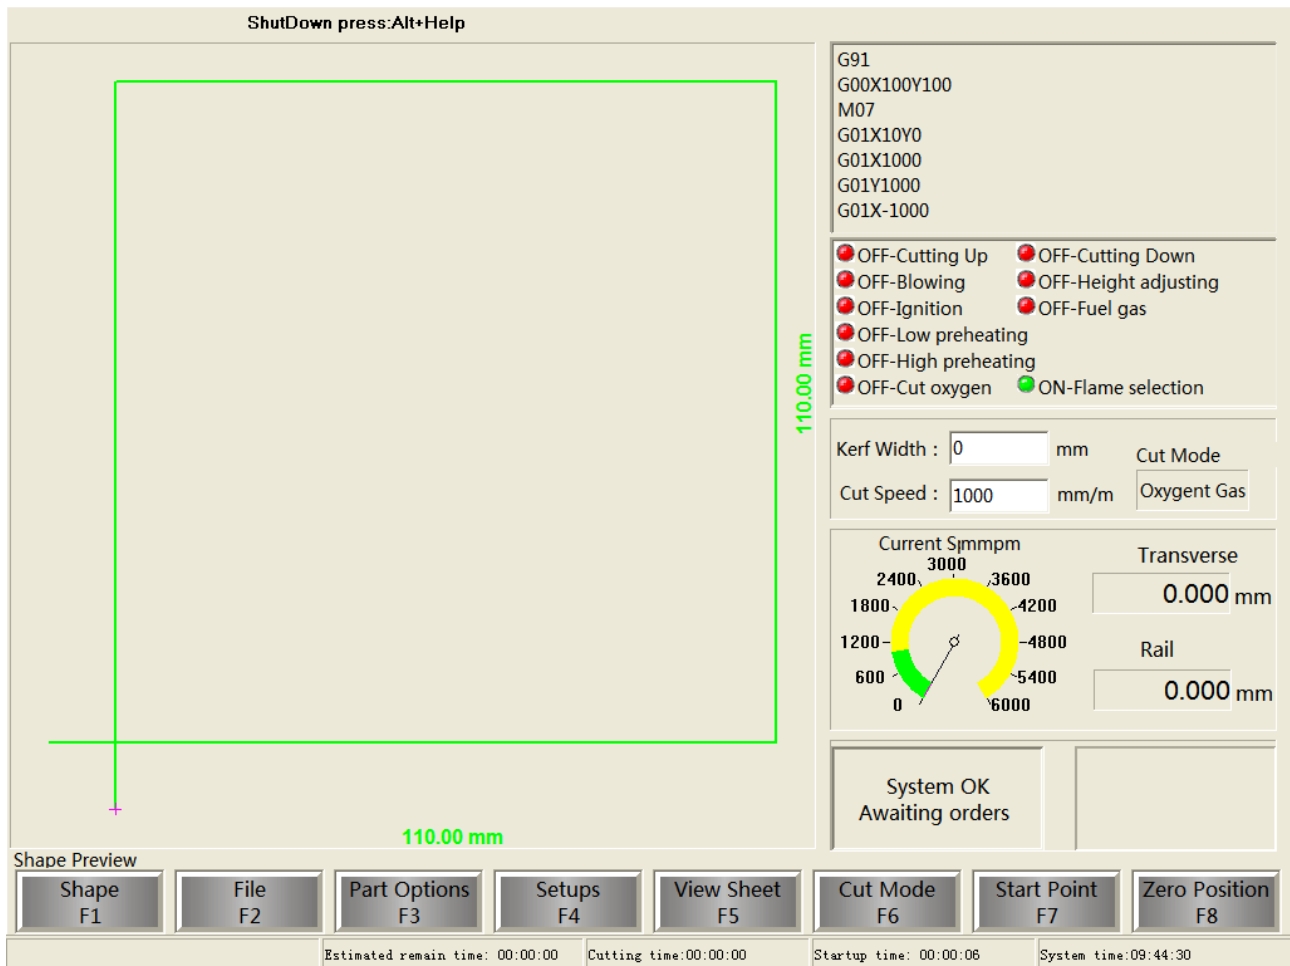 ShutDown press:Alt+Help
G91
G00X100Y100
M07
G01X10Y0
G01X1000
G01Y1000
G01X-1000
OFF-Cutting Up OFF-Cutting Down
OFF-Blowing OFF-Height adjusting
OFF-Ignition OFF-Fuel gas
OFF-Low preheating
OFF-High preheating
OFF-Cut oxygen ON-Flame selection
110.00 mm
110.00 mm
Kerf Width : 0 mm
Cut Speed : 1000 mm/m
Cut Mode
Oxygent Gas
Current Smmpm
3000
2400 3600
1800 4200
1200 4800
600 5400
0 6000
Transverse
0.000 mm
Rail
0.000 mm
System OK
Awaiting orders
Shape Preview
Shape File Part Options Setups View Sheet Cut Mode Start Point Zero Position
F1 F2 F3 F4 F5 F6 F7 F8
Estimated remain time: 00:00:00 Cutting time:00:00:00 Startup time: 00:00:06 System time:09:44:30